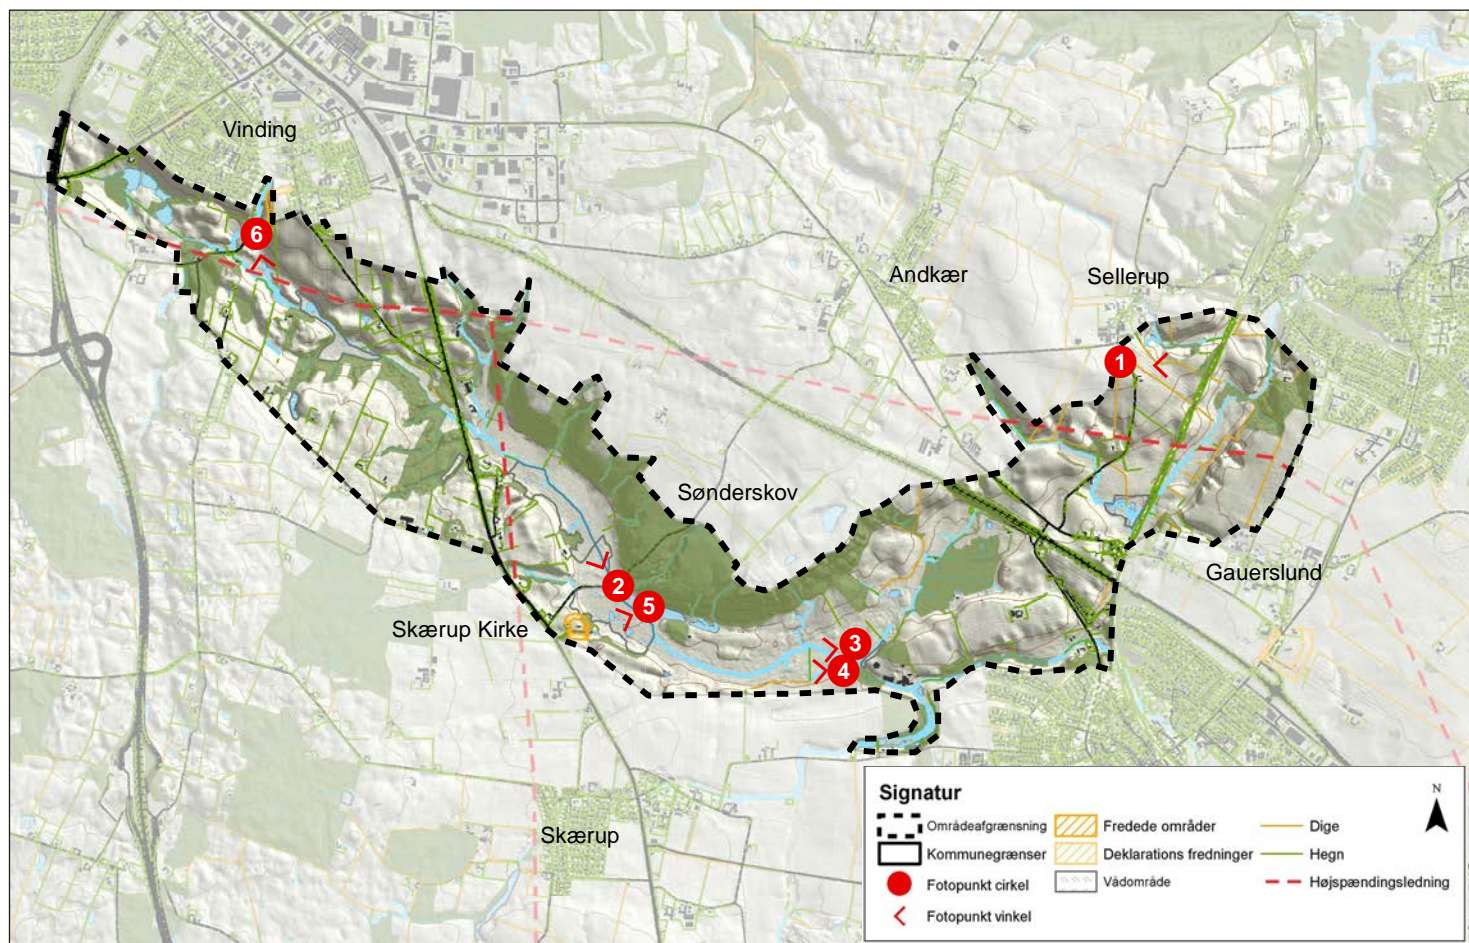 Vinding
6
Andkær
Sellerup
1
Sønderskov
2
5
Gauerslund
Skærup Kirke
3
4
Skærup
Signatur
N
Områdeafgrænsning
Kommunegrænser
Fotopunkt cirkel
Fotopunkt vinkel
Fredede områder
Deklarations fredninger
Vådområde
Dige
Hegn
Højspændingsledning